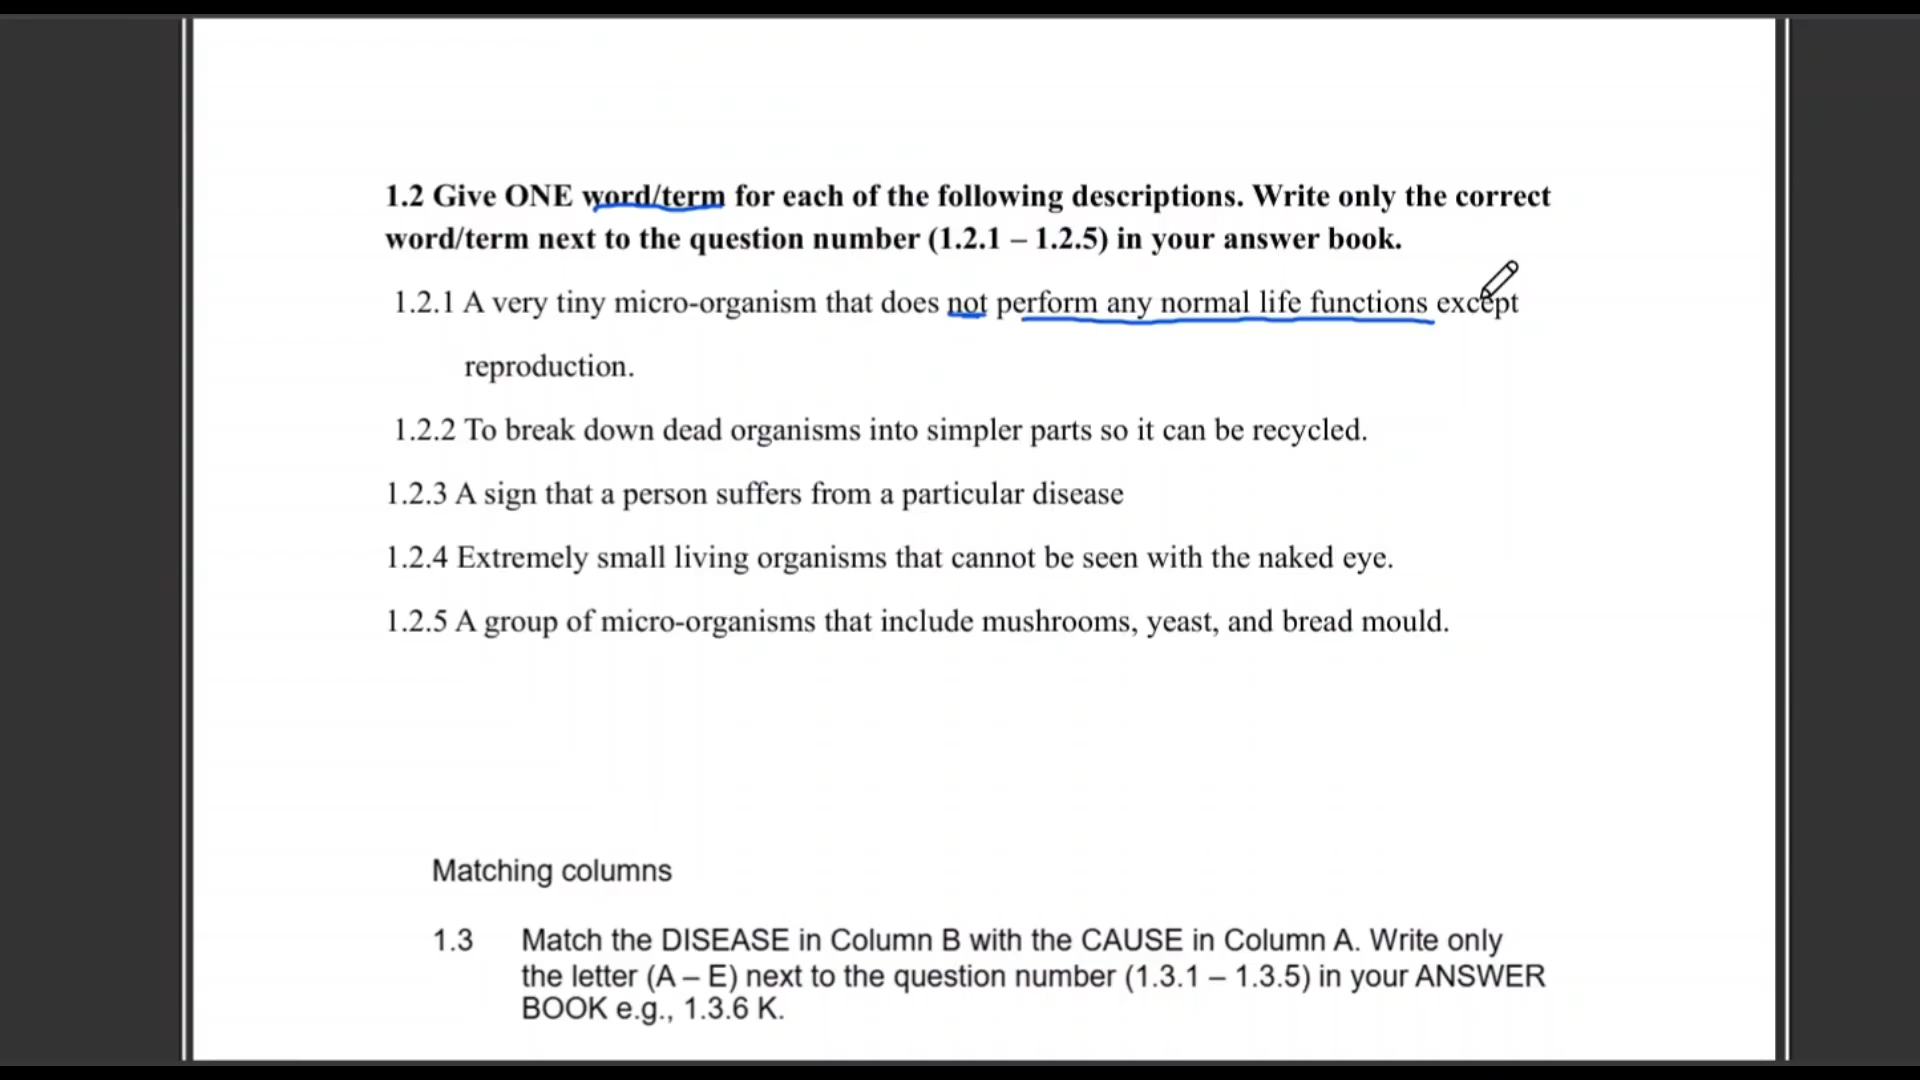 1.2 Give ONE word/term for each of the following descriptions. Write only the correct
word/term next to the question number (1.2.1 – 1.2.5) in your answer book.
1.2.1 A very tiny micro-organism that does not perform any normal life functions except
reproduction.
1.2.2 To break down dead organisms into simpler parts so it can be recycled.
1.2.3 A sign that a person suffers from a particular disease
1.2.4 Extremely small living organisms that cannot be seen with the naked eye.
1.2.5 A group of micro-organisms that include mushrooms, yeast, and bread mould.
Matching columns
1.3 Match the DISEASE in Column B with the CAUSE in Column A. Write only
the letter (A – E) next to the question number (1.3.1 – 1.3.5) in your ANSWER
BOOK e.g., 1.3.6 K.